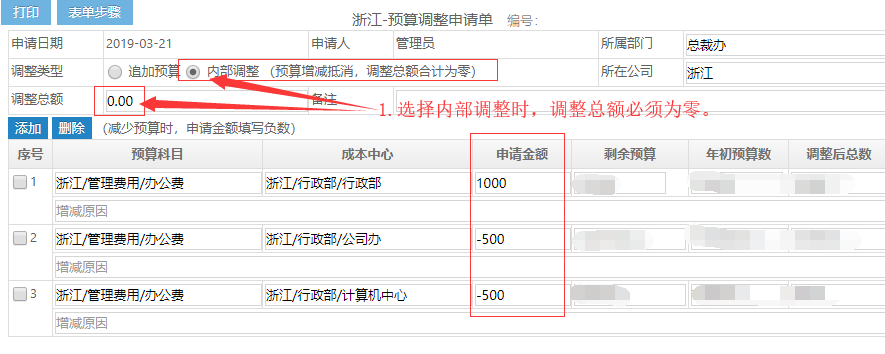 打印 表单步骤
浙江-预算调整申请单 编号:
申请日期 2019-03-21 申请人 管理员 所属部门 总裁办
调整类型 追加预算 内部调整 (预算增减抵消，调整总额合计为零) 所在公司 浙江
调整总额 0.00 备注
1.选择内部调整时，调整总额必须为零。
添加 删除 (减少预算时，申请金额填写负数)
序号 预算科目 成本中心 申请金额 剩余预算 年初预算数 调整后总数
1 浙江/管理费用/办公费 浙江/行政部/行政部 1000
增减原因
2 浙江/管理费用/办公费 浙江/行政部/公司办 -500
增减原因
3 浙江/管理费用/办公费 浙江/行政部/计算机中心 -500
增减原因